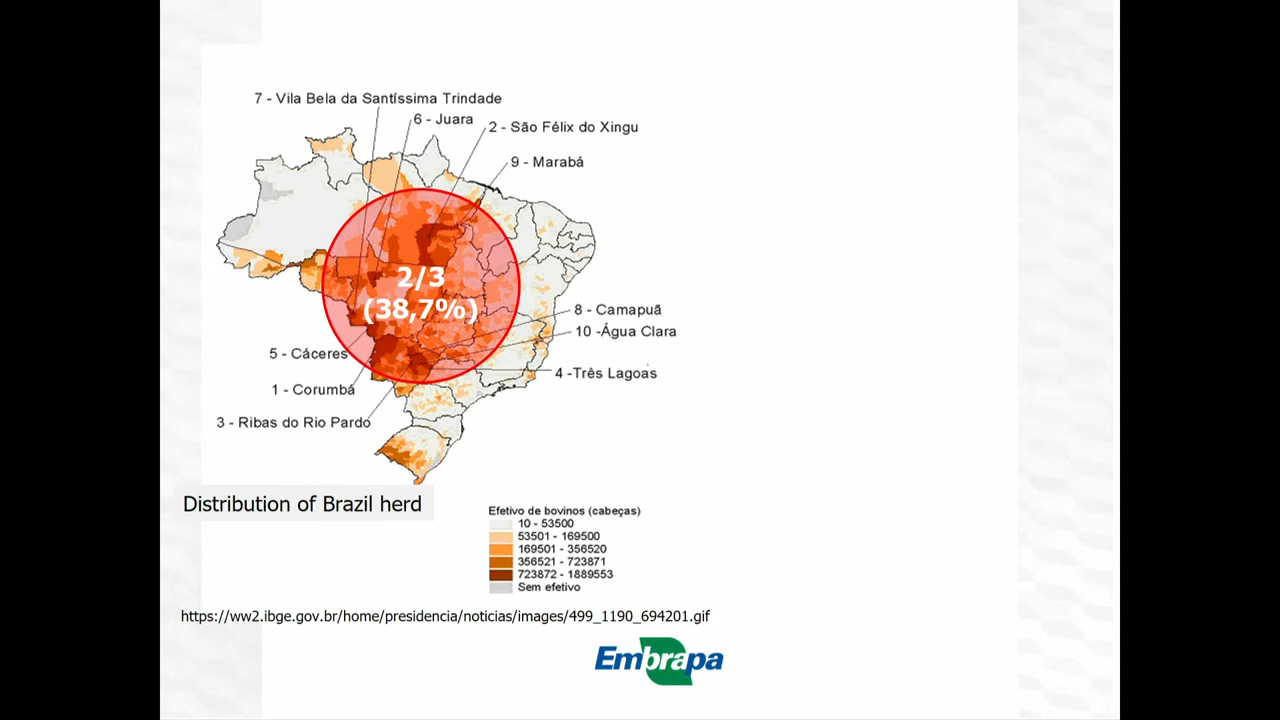 7 - Vila Bela da Santíssima Trindade
6 - Juara
2 - São Félix do Xingu
9 - Marabá
2/3
(38,7%)
8 - Camapuã
10 -Água Clara
5 - Cáceres
4 -Três Lagoas
1 - Corumbá
3 - Ribas do Rio Pardo
Distribution of Brazil herd
Efetivo de bovinos (cabeças)
10 - 53500
53501 - 169500
169501 - 356520
356521 - 723871
723872 - 1889553
Sem efetivo
https://ww2.ibge.gov.br/home/presidencia/noticias/images/499_1190_694201.gif
Embrapa